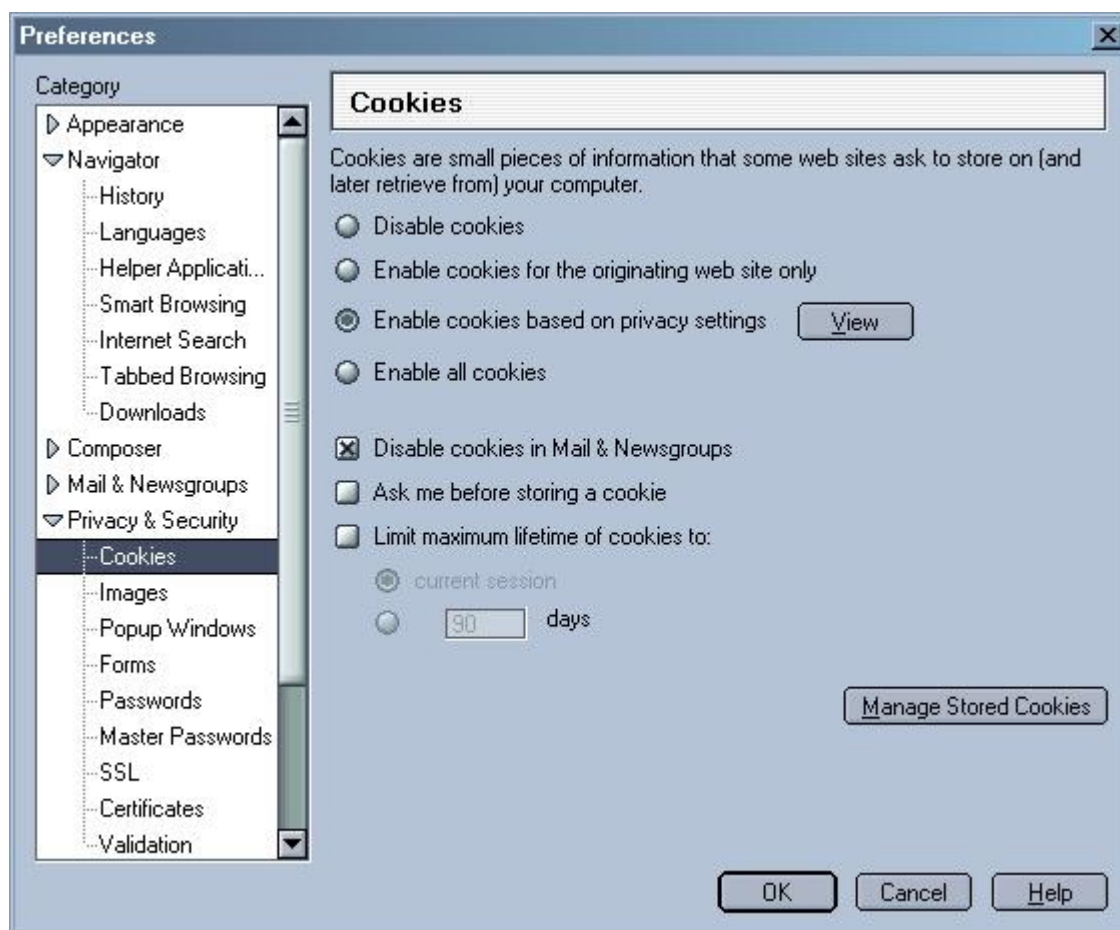 Preferences
Category
Appearance
Navigator
History
Languages
Helper Applicati...
Smart Browsing
Internet Search
Tabbed Browsing
Downloads
Composer
Mail & Newsgroups
Privacy & Security
Cookies
Images
Popup Windows
Forms
Passwords
Master Passwords
SSL
Certificates
Validation
Cookies
Cookies are small pieces of information that some web sites ask to store on (and
later retrieve from) your computer.
Disable cookies
Enable cookies for the originating web site only
Enable cookies based on privacy settings View
Enable all cookies
Disable cookies in Mail & Newsgroups
Ask me before storing a cookie
Limit maximum lifetime of cookies to:
current session
90 days
Manage Stored Cookies
OK Cancel Help